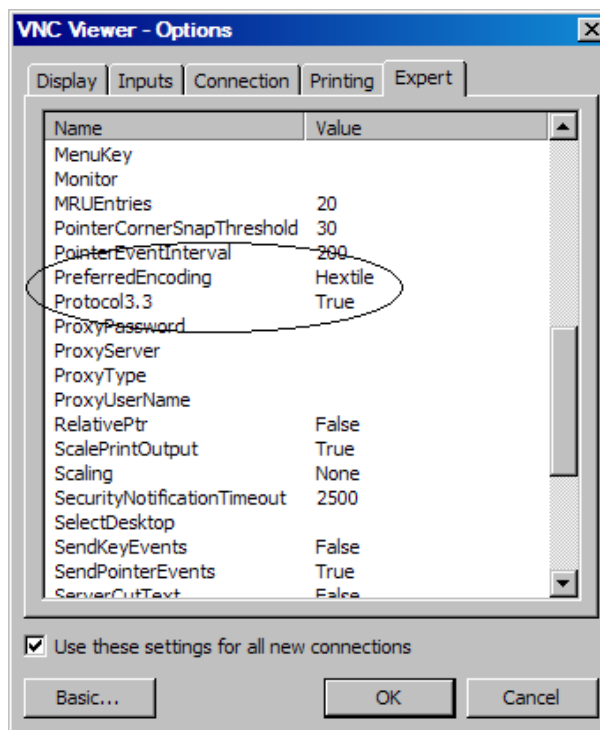 VNC Viewer - Options
Display Inputs Connection Printing Expert
Name Value
MenuKey
Monitor
MRUEntries 20
PointerCornerSnapThreshold 30
PointerEventInterval 200
PreferredEncoding Hextile
Protocol3.3 True
ProxyPassword
ProxyServer
ProxyType
ProxyUserName
RelativePtr False
ScalePrintOutput True
Scaling None
SecurityNotificationTimeout 2500
SelectDesktop
SendKeyEvents False
SendPointerEvents True
ServerCutText False
Use these settings for all new connections
Basic... OK Cancel